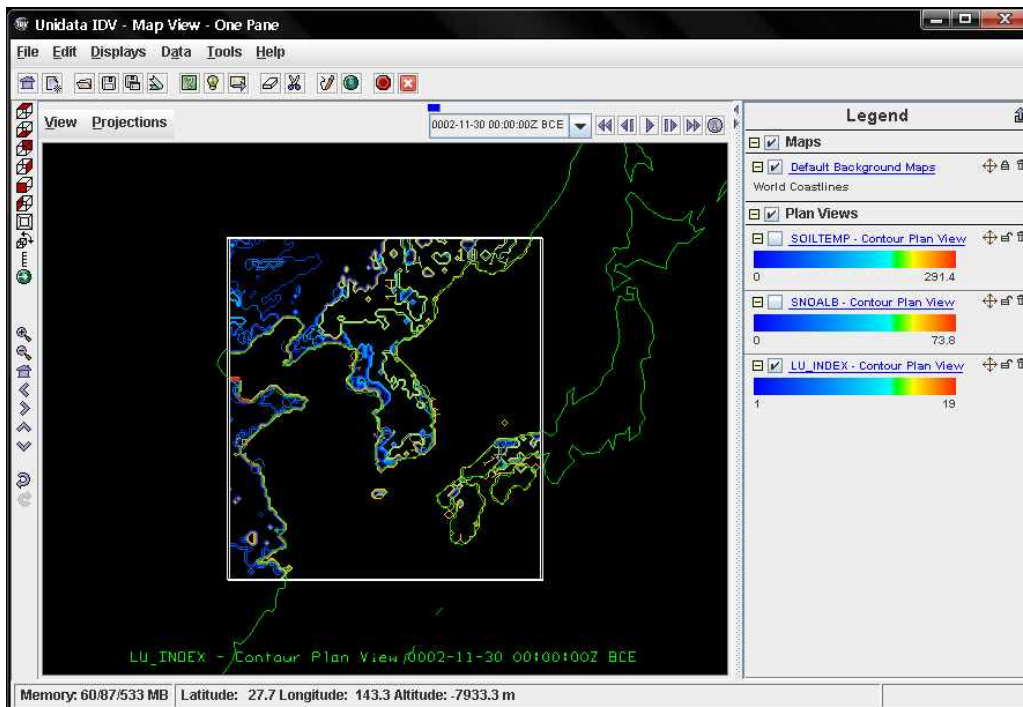 Unidata IDV - Map View - One Pane
File Edit Displays Data Tools Help
View Projections
0002-11-30 00:00:00Z BCE
Legend
Maps
Default Background Maps
World Coastlines
Plan Views
SOILTEMP - Contour Plan View
0 291.4
SNOALB - Contour Plan View
0 73.8
LU_INDEX - Contour Plan View
1 19
LU_INDEX - Contour Plan View 0002-11-30 00:00:00Z BCE
Memory: 60/87/533 MB Latitude: 27.7 Longitude: 143.3 Altitude: -7933.3 m